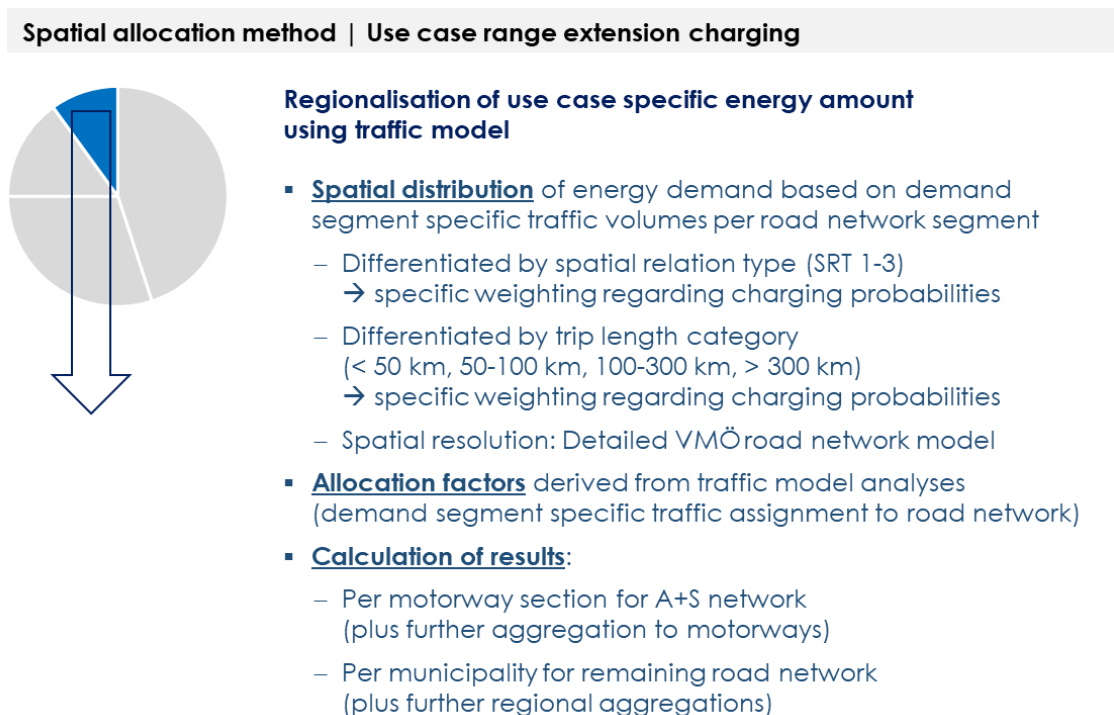 Spatial allocation method | Use case range extension charging
Regionalisation of use case specific energy amount
using traffic model
▪ Spatial distribution of energy demand based on demand
segment specific traffic volumes per road network segment
– Differentiated by spatial relation type (SRT 1-3)
→ specific weighting regarding charging probabilities
– Differentiated by trip length category
(< 50 km, 50-100 km, 100-300 km, > 300 km)
→ specific weighting regarding charging probabilities
– Spatial resolution: Detailed VMÖ road network model
▪ Allocation factors derived from traffic model analyses
(demand segment specific traffic assignment to road network)
▪ Calculation of results:
– Per motorway section for A+S network
(plus further aggregation to motorways)
– Per municipality for remaining road network
(plus further regional aggregations)